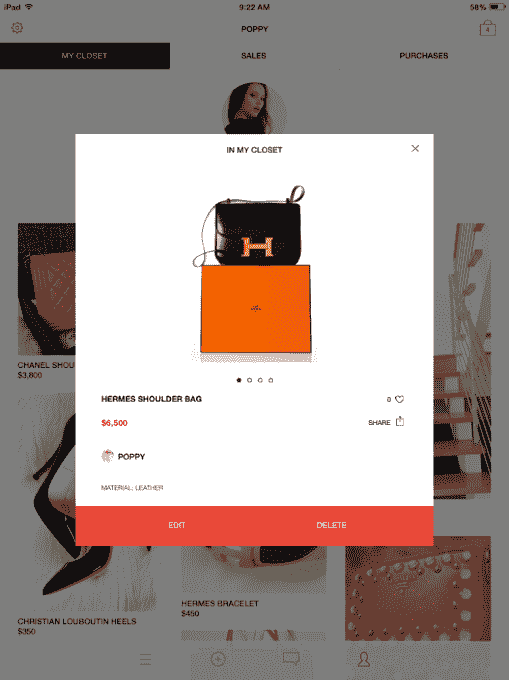 iPad
9:22 AM
58%
POPPY
4
MY CLOSET
SALES
PURCHASES
IN MY CLOSET
HERMES SHOULDER BAG
0
$6,500
SHARE
POPPY
MATERIAL: LEATHER
EDIT
DELETE
CHANEL SHOU
$3,800
HERMES BRACELET
$450
CHRISTIAN LOUBOUTIN HEELS
$350